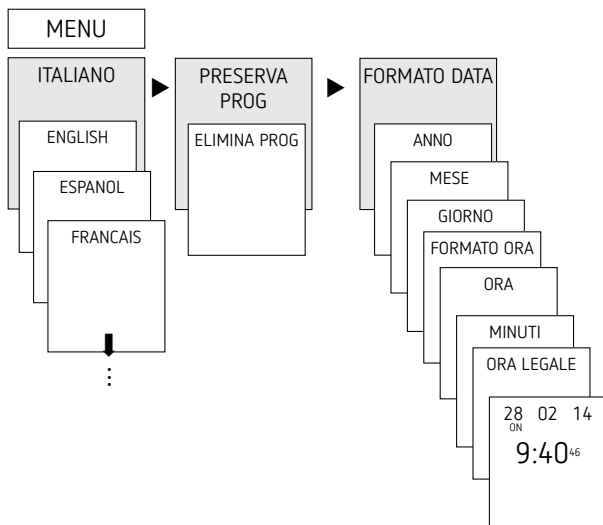 MENU
ITALIANO
ENGLISH
ESPANOL
FRANCAIS
PRESERVA
PROG
ELIMINA PROG
FORMATO DATA
ANNO
MESE
GIORNO
FORMATO ORA
ORA
MINUTI
ORA LEGALE
28 02 14
ON
9:40 46